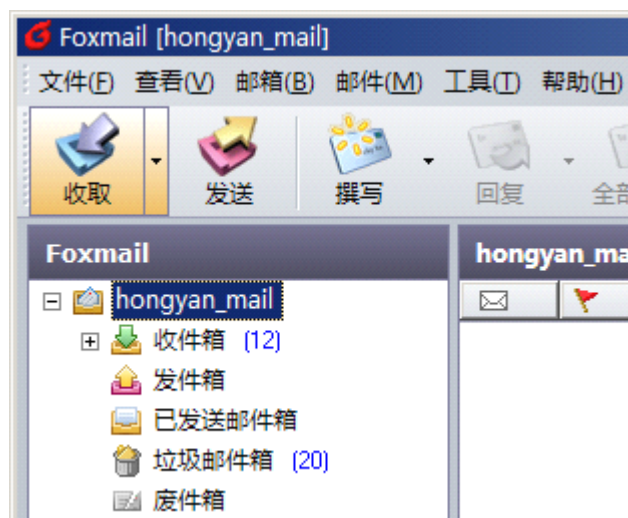 Foxmail [hongyan_mail]
文件(F) 查看(V) 邮箱(B) 邮件(M) 工具(T) 帮助(H)
收取 发送 撰写 回复 全部
Foxmail hongyan_ma
hongyan_mail
收件箱 (12)
发件箱
已发送邮件箱
垃圾邮件箱 (20)
废件箱